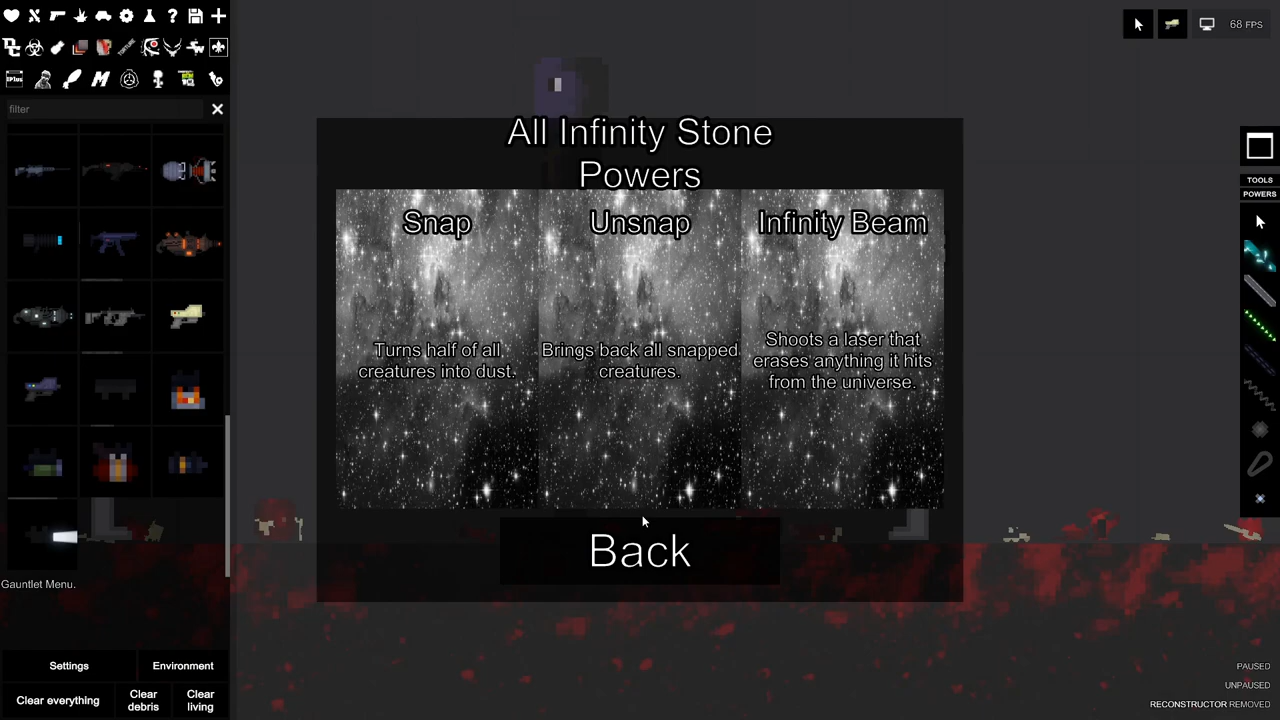 filter
Gauntlet Menu.
Settings
Environment
Clear everything
Clear
debris
Clear
living
All Infinity Stone
Powers
Snap
Turns half of all
creatures into dust.
Unsnap
Brings back all snapped
creatures.
Infinity Beam
Shoots a laser that
erases anything it hits
from the universe.
Back
68 FPS
TOOLS
POWERS
PAUSED
UNPAUSED
RECONSTRUCTOR REMOVED